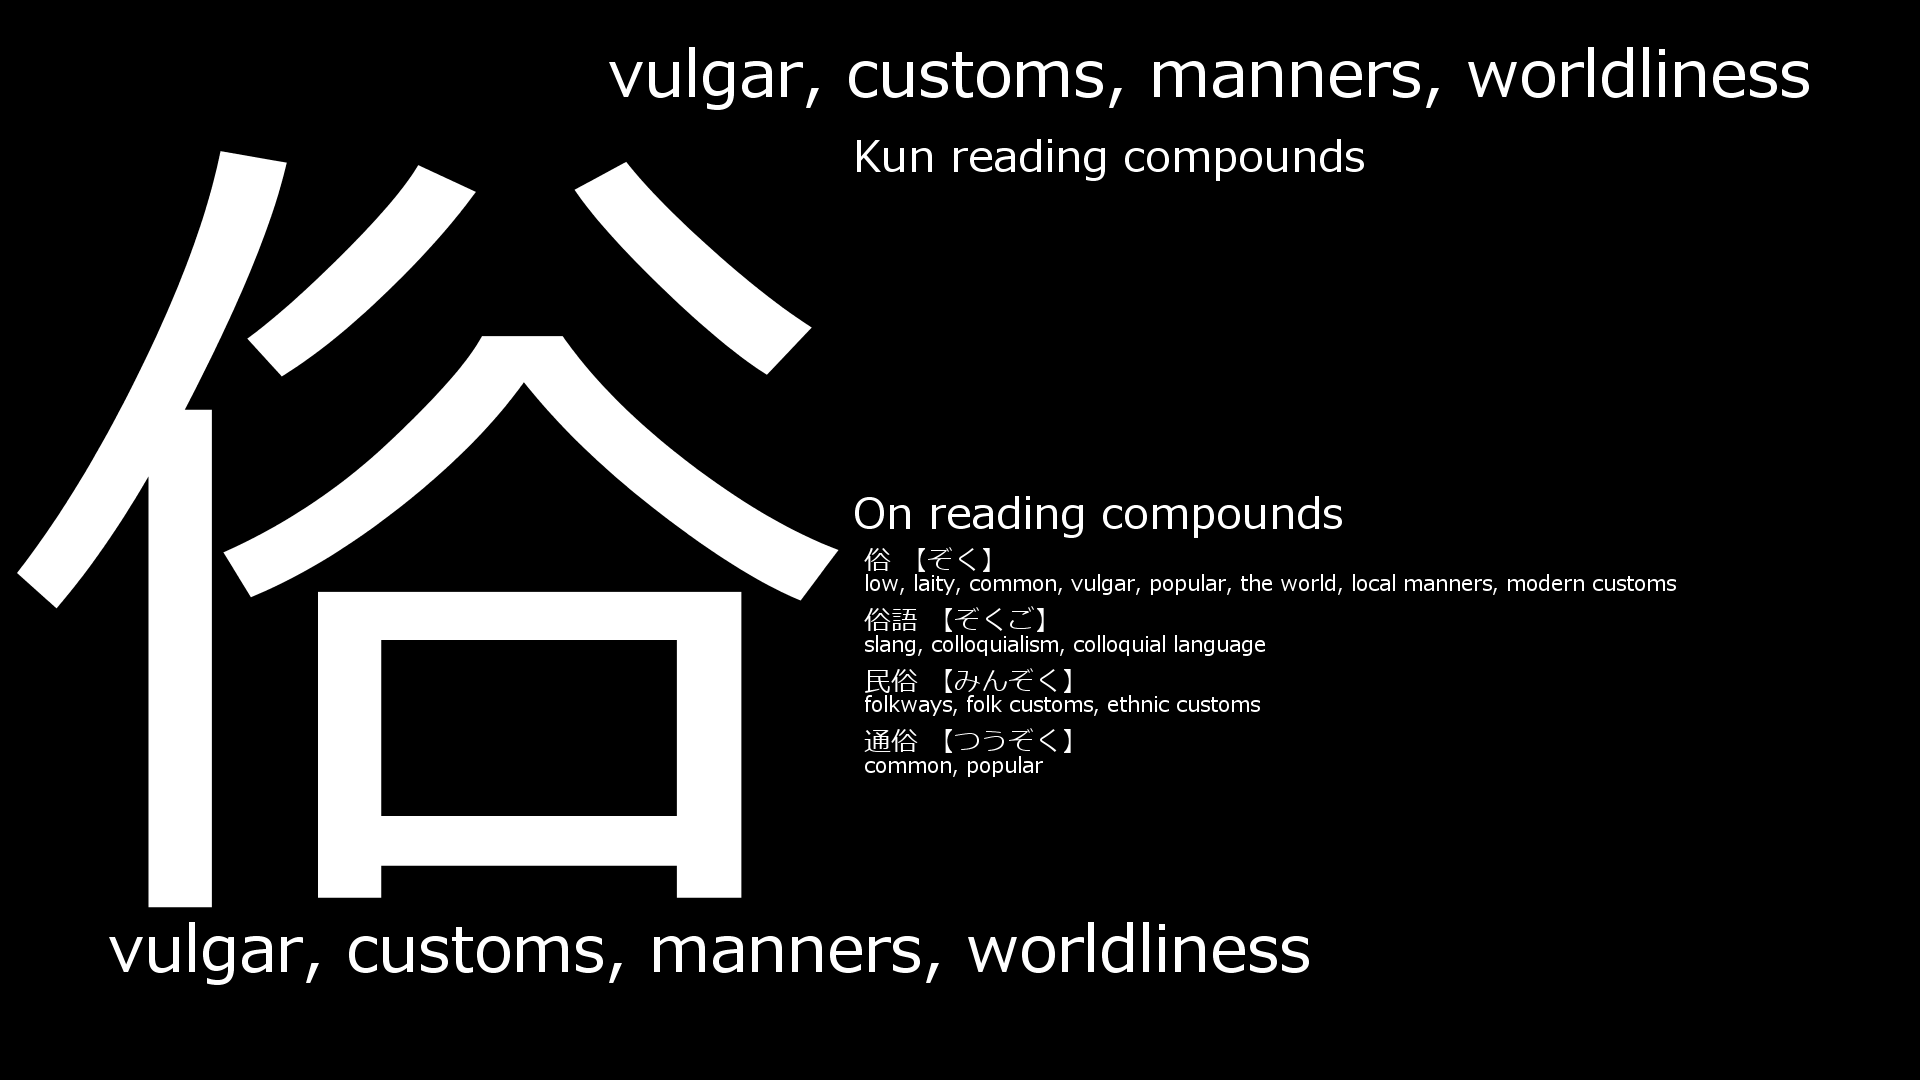 vulgar, customs, manners, worldliness
俗
Kun reading compounds
On reading compounds
俗 【ぞく】
low, laity, common, vulgar, popular, the world, local manners, modern customs
俗語 【ぞくご】
slang, colloquialism, colloquial language
民俗 【みんぞく】
folkways, folk customs, ethnic customs
通俗 【つうぞく】
common, popular
vulgar, customs, manners, worldliness